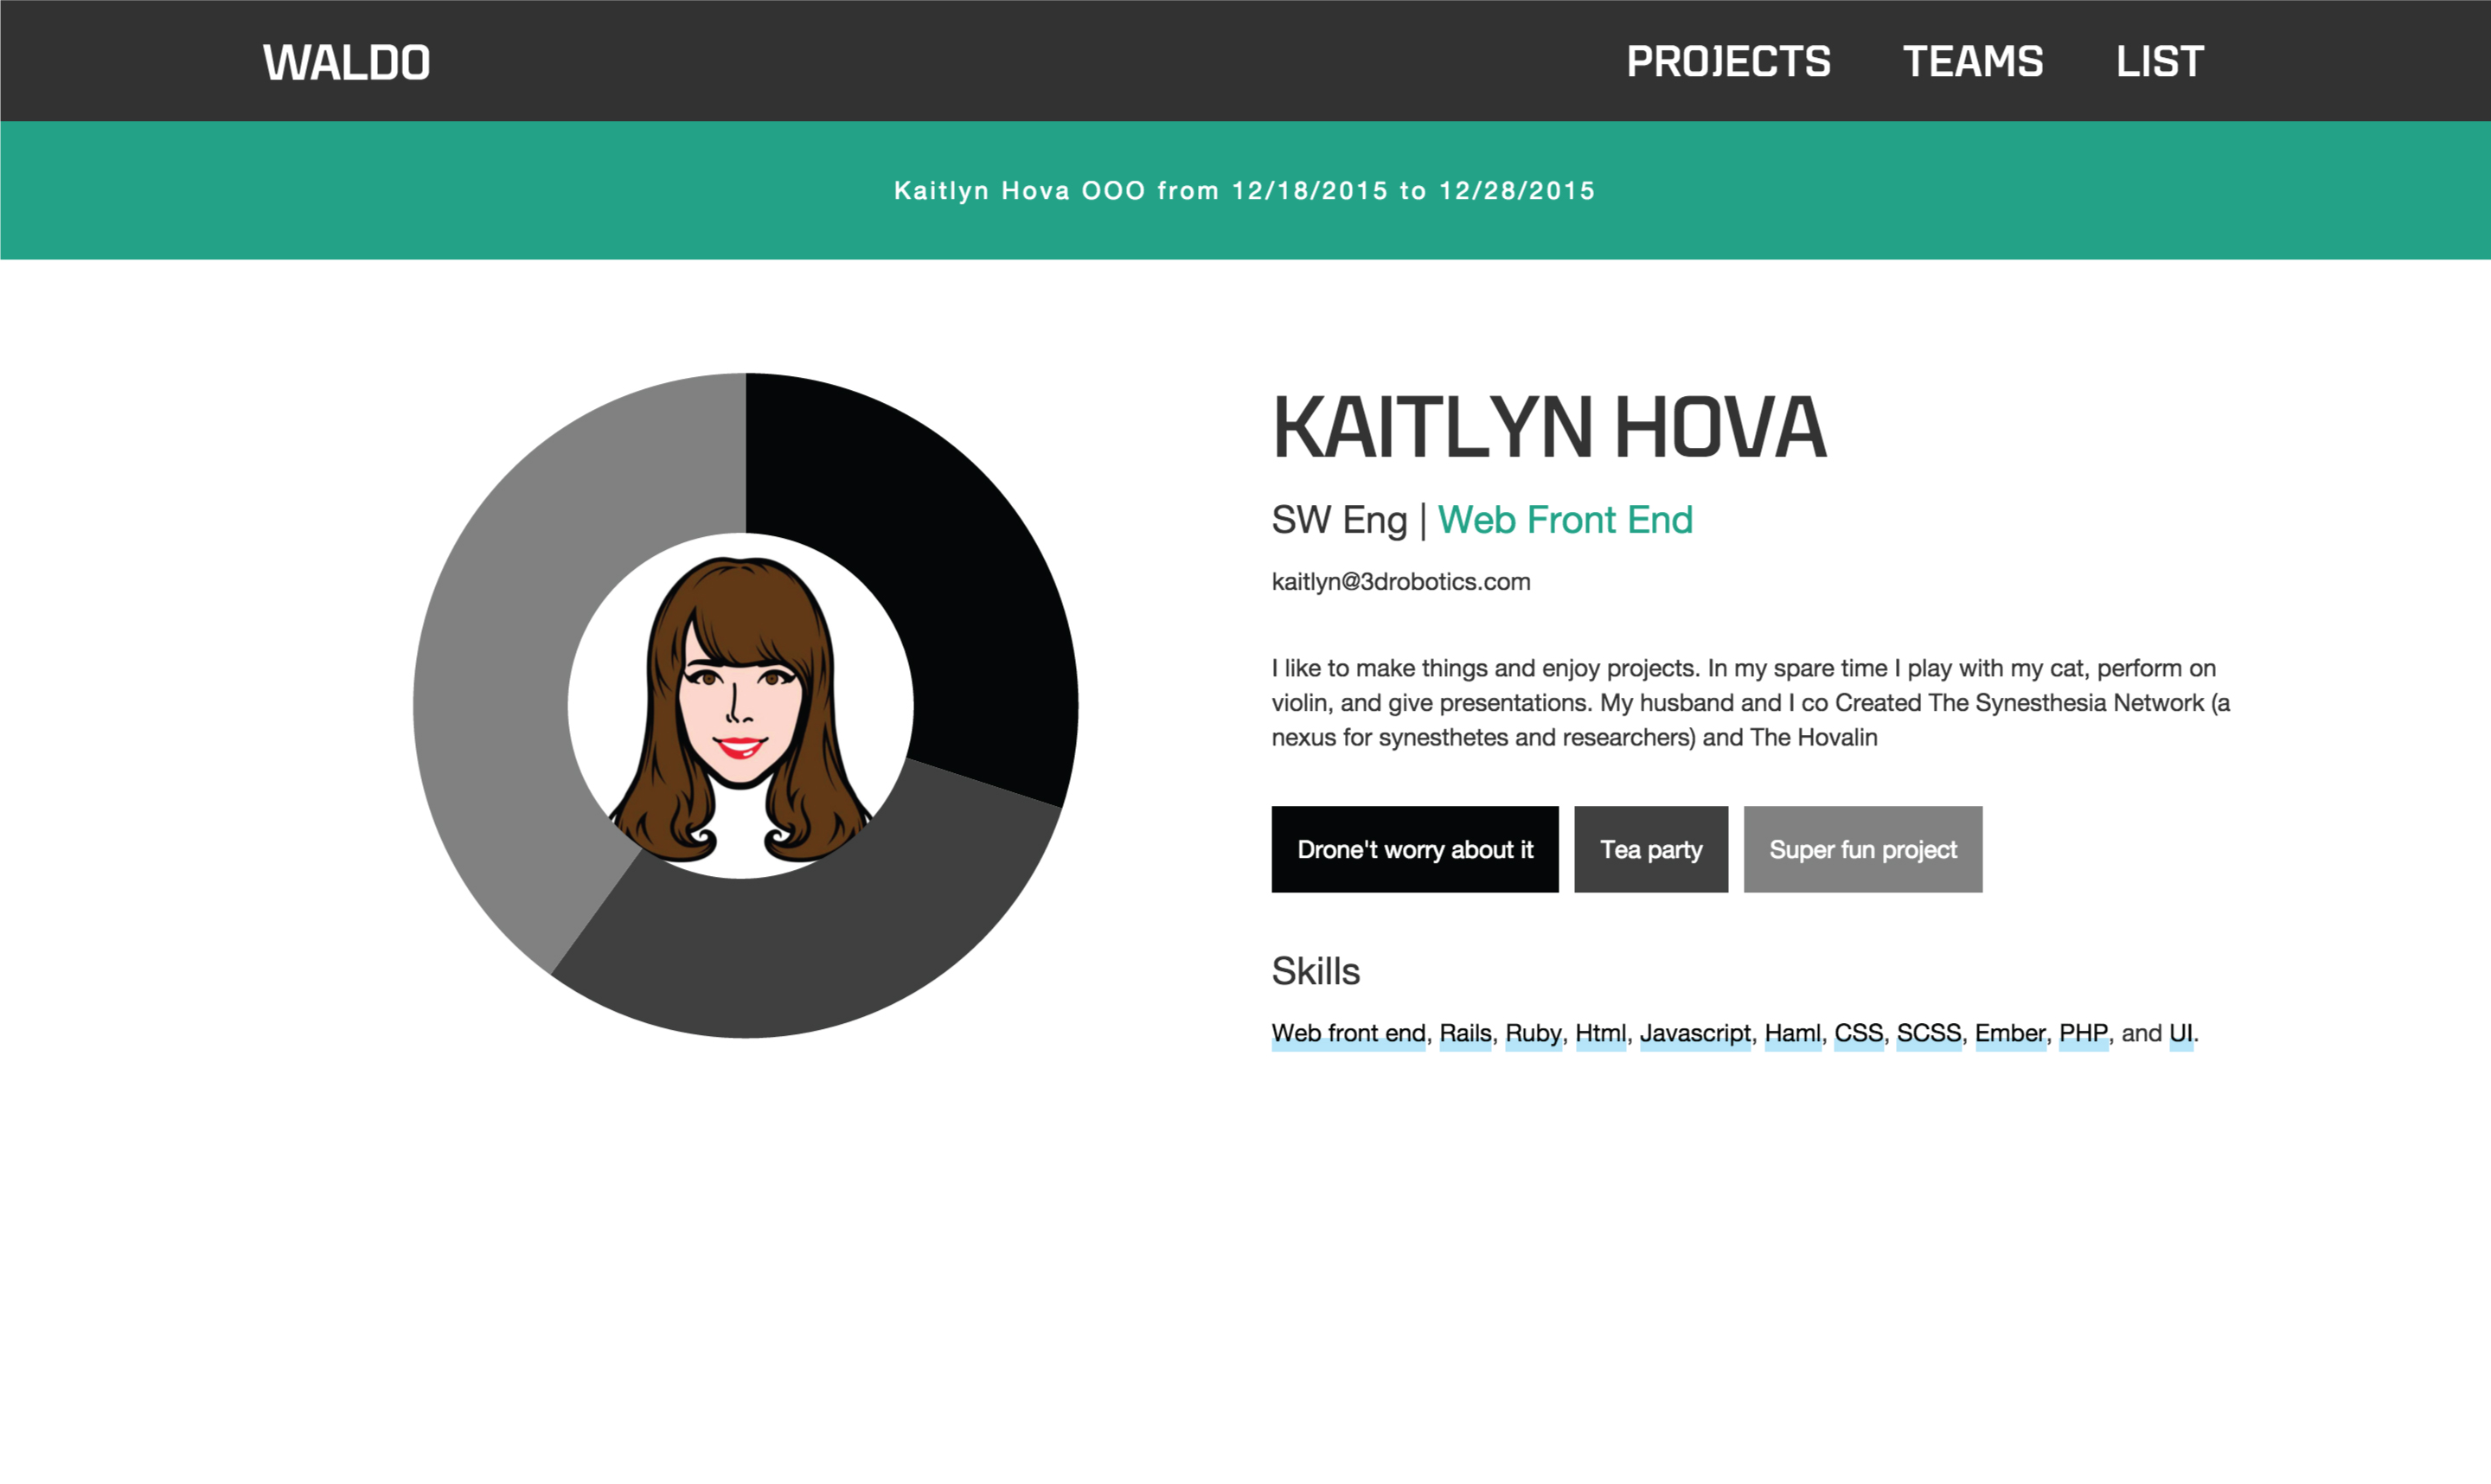 WALDO
PROJECTS TEAMS LIST
Kaitlyn Hova OOO from 12/18/2015 to 12/28/2015
KAITLYN HOVA
SW Eng | Web Front End
kaitlyn@3drobotics.com
I like to make things and enjoy projects. In my spare time I play with my cat, perform on
violin, and give presentations. My husband and I co Created The Synesthesia Network (a
nexus for synesthetes and researchers) and The Hovalin
Drone't worry about it Tea party Super fun project
Skills
Web front end, Rails, Ruby, Html, Javascript, Haml, CSS, SCSS, Ember, PHP, and UI.